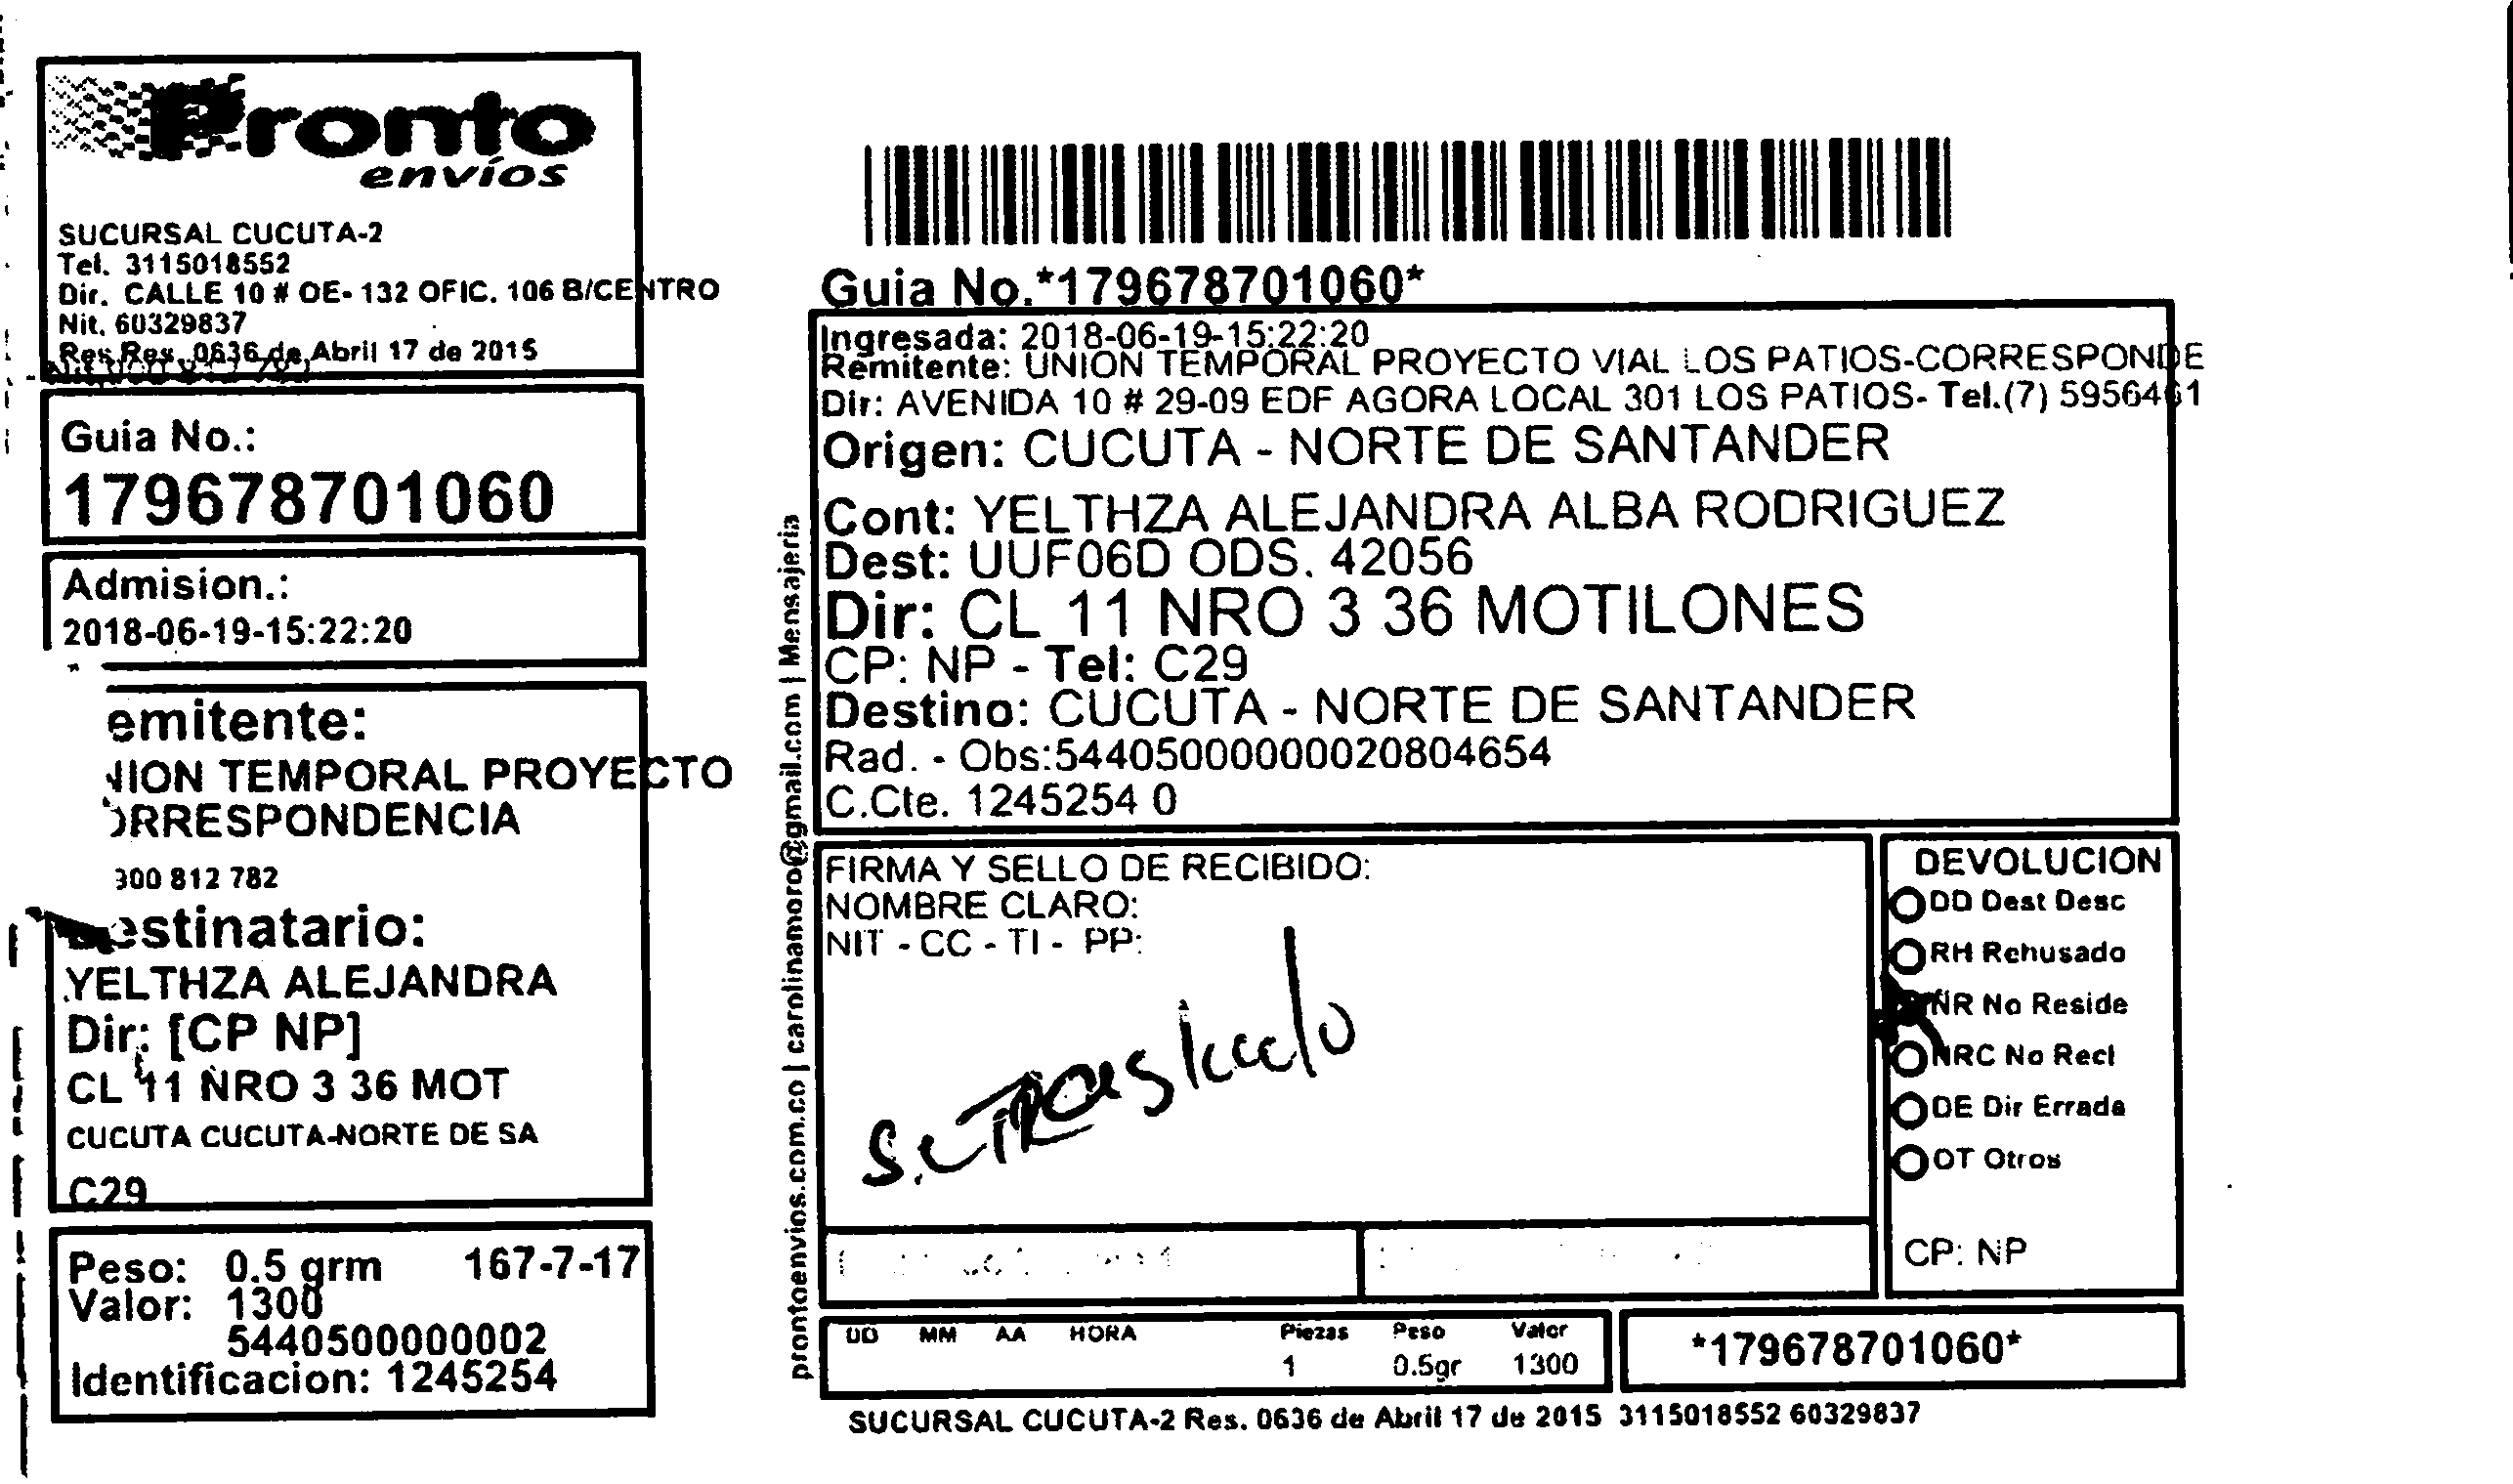 Pronto
envíos
SUCURSAL CUCUTA-2
Tel. 3115018552
Dir. CALLE 10 # OE- 132 OFIC. 106 B/CENTRO
Nit. 60329837
Res.Res. 0636 de Abril 17 de 2015
Guia No.:
179678701060
Admision.:
2018-06-19-15:22:20
emitente:
NION TEMPORAL PROYECTO
ORRESPONDENCIA
300 812 782
estinatario:
YELTHZA ALEJANDRA
Dir: [CP NP]
CL 11 NRO 3 36 MOT
CUCUTA CUCUTA-NORTE DE SA
C29
Peso: 0.5 grm 167-7-17
Valor: 1300
5440500000002
Identificacion: 1245254
prontoenvios.com.co | carolinamoro@gmail.com | Mensajeria
Guia No.*179678701060*
Ingresada: 2018-06-19-15:22:20
Remitente: UNION TEMPORAL PROYECTO VIAL LOS PATIOS-CORRESPONDE
Dir: AVENIDA 10 # 29-09 EDF AGORA LOCAL 301 LOS PATIOS- Tel.(7) 5956461
Origen: CUCUTA - NORTE DE SANTANDER
Cont: YELTHZA ALEJANDRA ALBA RODRIGUEZ
Dest: UUF06D ODS. 42056
Dir: CL 11 NRO 3 36 MOTILONES
CP: NP - Tel: C29
Destino: CUCUTA - NORTE DE SANTANDER
Rad. - Obs:544050000000020804654
C.Cte. 1245254 0
FIRMA Y SELLO DE RECIBIDO:
NOMBRE CLARO:
NIT - CC - TI - PP:
Se Traslado
DEVOLUCION
DD Dest Desc
RH Rehusado
NR No Reside
NRC No Recl
DE Dir Errada
OT Otros
CP: NP
DD MM AA HORA Piezas Peso Valor
1 0.5gr 1300
*179678701060*
SUCURSAL CUCUTA-2 Res. 0636 de Abril 17 de 2015 3115018552 60329837